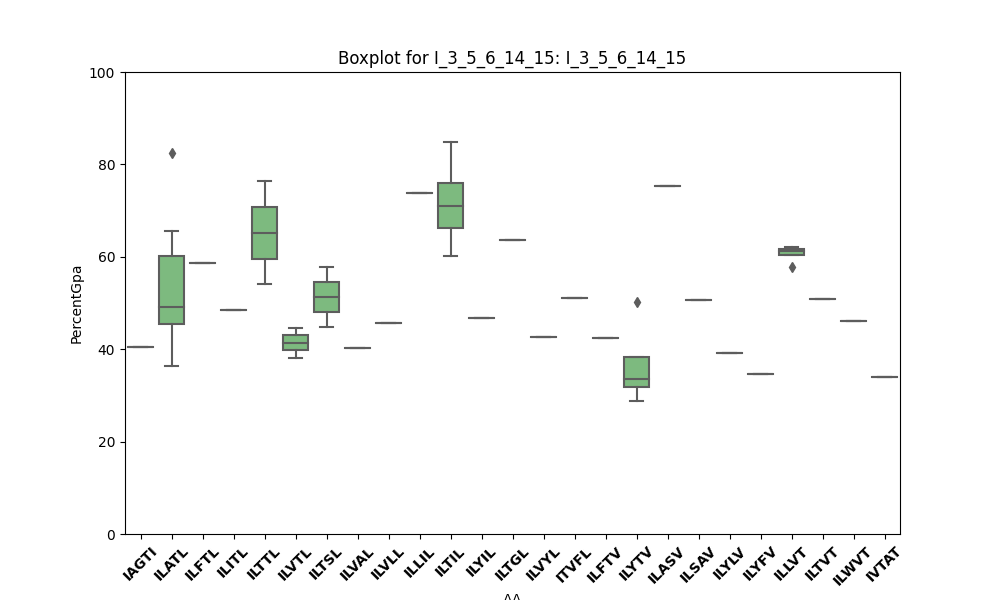 Boxplot for I_3_5_6_14_15: I_3_5_6_14_15
PercentGpa
100
80
60
40
20
0
IAGTI
ILATL
ILFTL
ILITL
ILTTL
ILVTL
ILTSL
ILVAL
ILVLL
ILLIL
ILTIL
ILYIL
ILTGL
ILVYL
ITVFL
ILFTV
ILYTV
ILASV
ILSAV
ILYLV
ILYFV
ILLVT
ILTVT
ILWVT
IVTAT
AA